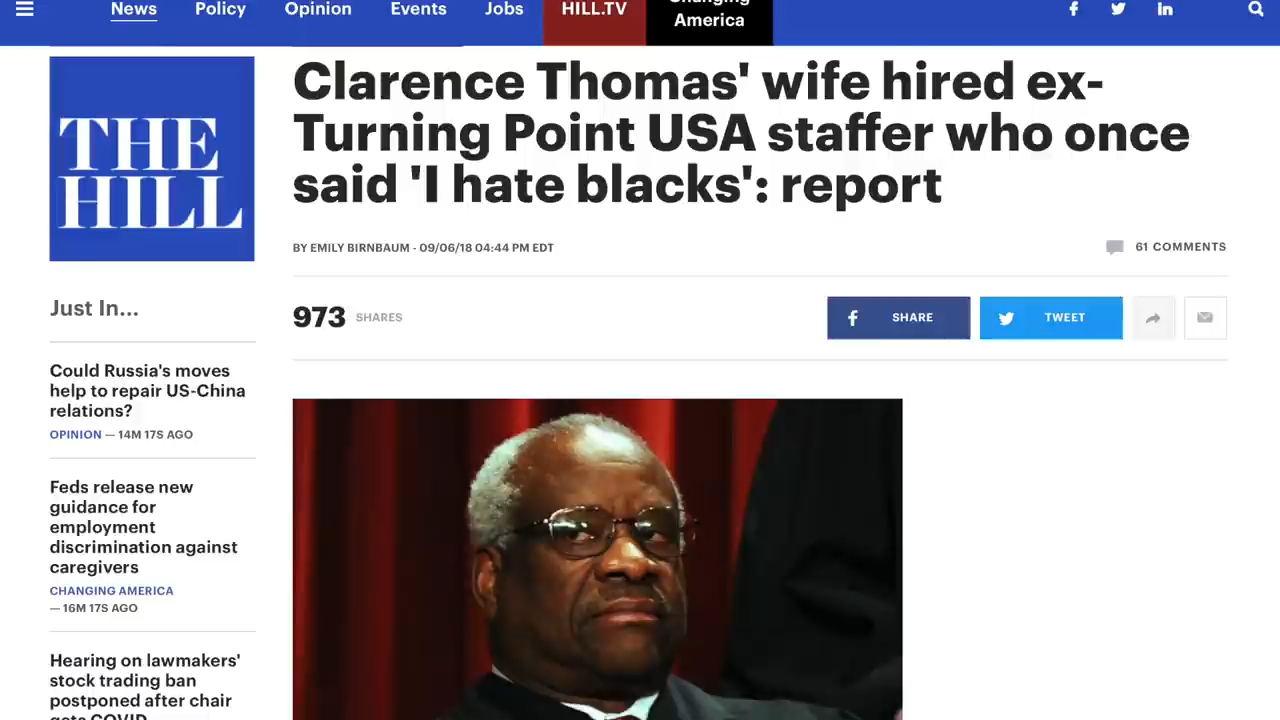 News Policy Opinion Events Jobs HILL.TV Changing
America
THE
HILL
Clarence Thomas' wife hired ex-
Turning Point USA staffer who once
said 'I hate blacks': report
BY EMILY BIRNBAUM - 09/06/18 04:44 PM EDT
61 COMMENTS
973 SHARES
SHARE
TWEET
Just In...
Could Russia's moves
help to repair US-China
relations?
OPINION — 14M 17S AGO
Feds release new
guidance for
employment
discrimination against
caregivers
CHANGING AMERICA
— 16M 17S AGO
Hearing on lawmakers'
stock trading ban
postponed after chair
gets COVID